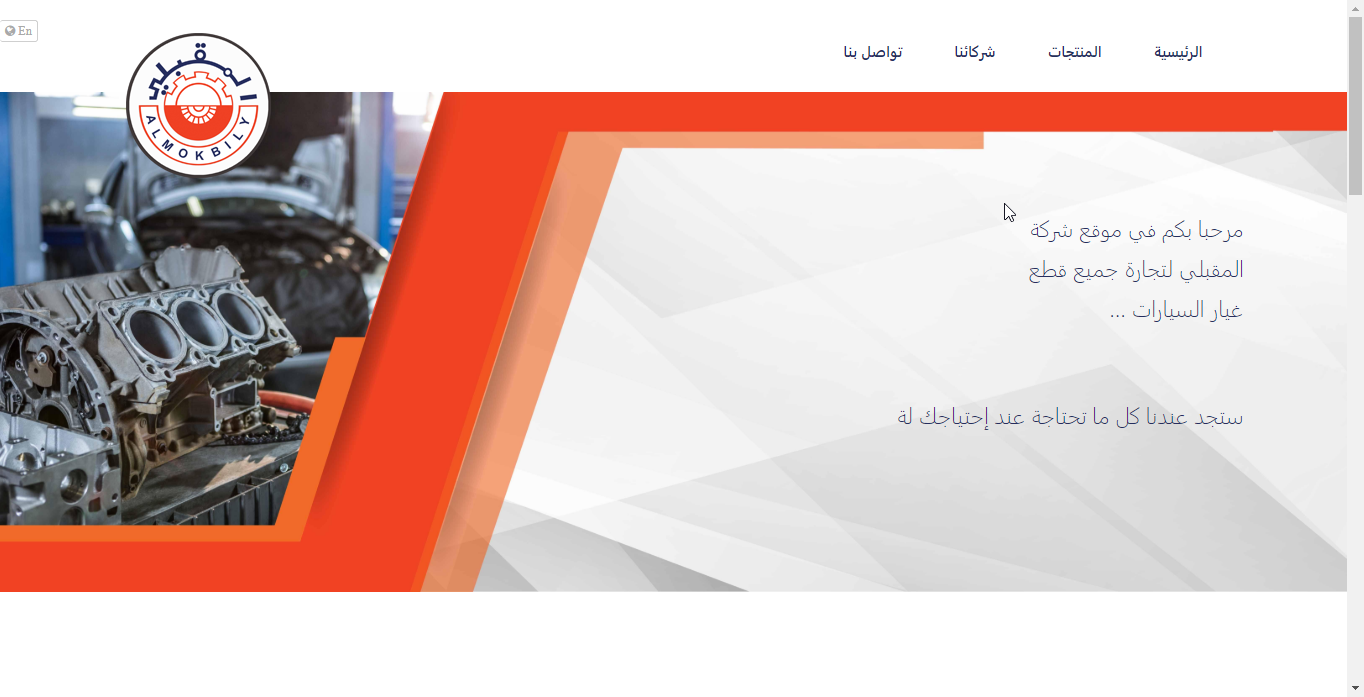 En
الرئيسية
المنتجات
شركائنا
تواصل بنا
المقبلي
ALMOKBILY
مرحبا بكم في موقع شركة
المقبلي لتجارة جميع قطع
غيار السيارات ...
ستجد عندنا كل ما تحتاجة عند إحتياجك لة